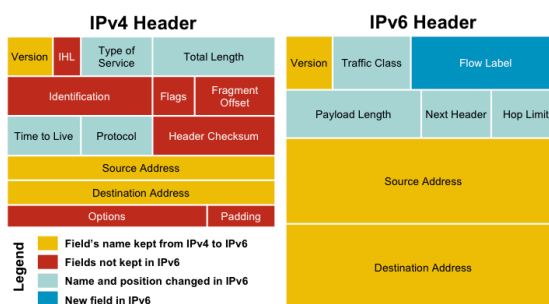 IPv4 Header
Version IHL Type of Service Total Length
Identification Flags Fragment Offset
Time to Live Protocol Header Checksum
Source Address
Destination Address
Options Padding
Legend
Field's name kept from IPv4 to IPv6
Fields not kept in IPv6
Name and position changed in IPv6
New field in IPv6
IPv6 Header
Version Traffic Class Flow Label
Payload Length Next Header Hop Limit
Source Address
Destination Address